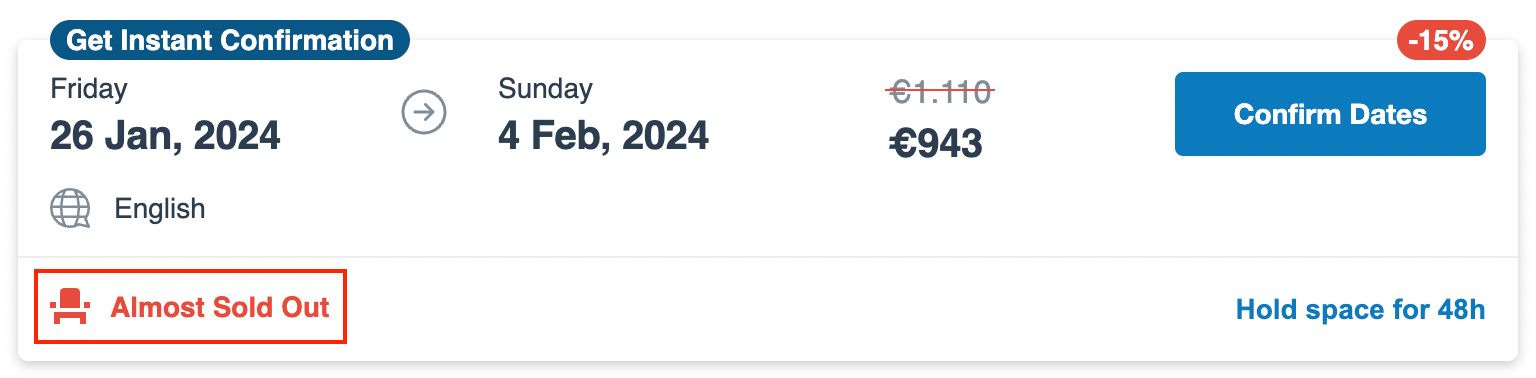 Get Instant Confirmation
-15%
Friday
26 Jan, 2024
Sunday
4 Feb, 2024
€1.110
€943
Confirm Dates
English
Almost Sold Out
Hold space for 48h